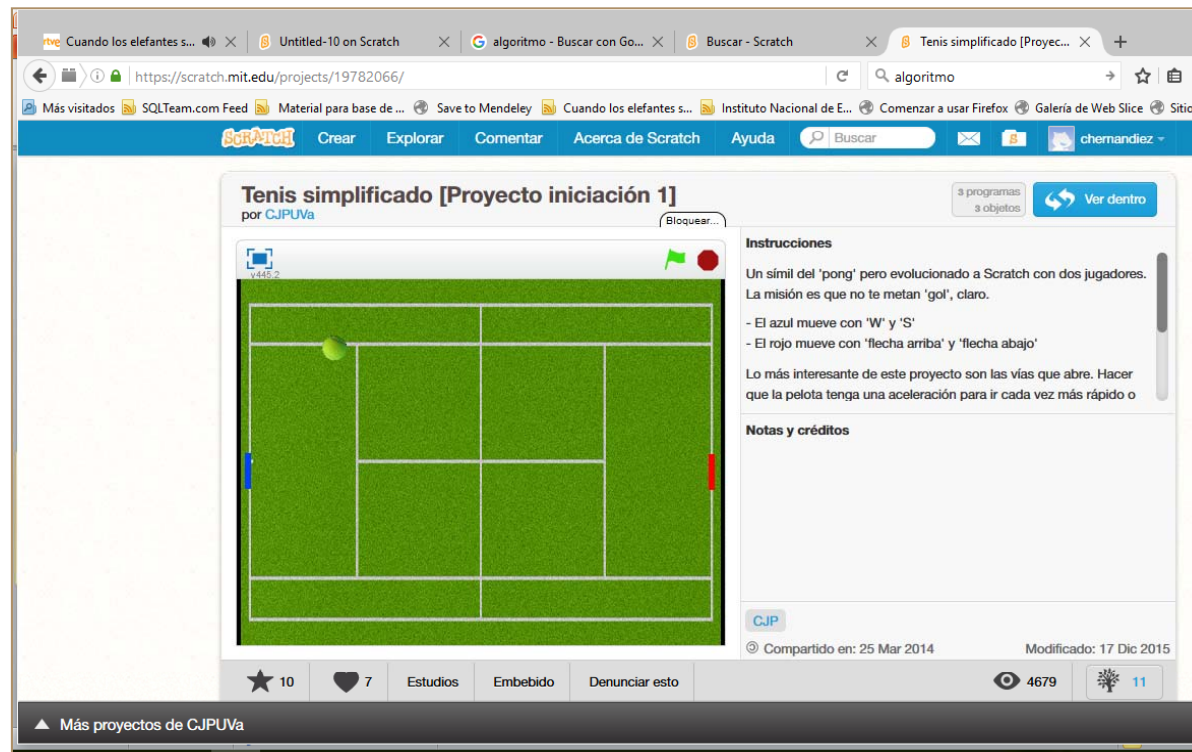 rtve Cuando los elefantes s... Untitled-10 on Scratch G algoritmo - Buscar con Go... Buscar - Scratch Tenis simplificado [Proyec... +
https://scratch.mit.edu/projects/19782066/ algoritmo
Más visitados SQLTeam.com Feed Material para base de ... Save to Mendeley Cuando los elefantes s... Instituto Nacional de E... Comenzar a usar Firefox Galería de Web Slice Sitio
SCRATCH Crear Explorar Comentar Acerca de Scratch Ayuda Buscar S chernandiez
Tenis simplificado [Proyecto iniciación 1]
por CJPUVa
3 programas
3 objetos
Ver dentro
Bloquear...
v445.2
Instrucciones
Un símil del 'pong' pero evolucionado a Scratch con dos jugadores.
La misión es que no te metan 'gol', claro.
- El azul mueve con 'W' y 'S'
- El rojo mueve con 'flecha arriba' y 'flecha abajo'
Lo más interesante de este proyecto son las vías que abre. Hacer
que la pelota tenga una aceleración para ir cada vez más rápido o
Notas y créditos
CJP
Compartido en: 25 Mar 2014 Modificado: 17 Dic 2015
10 7 Estudios Embebido Denunciar esto 4679 11
Más proyectos de CJPUVa